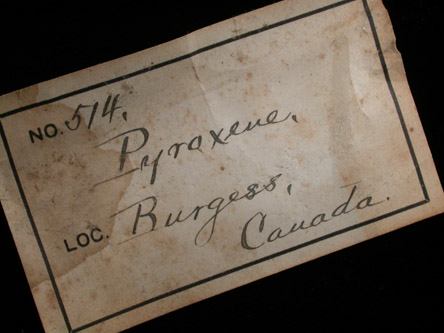 NO. 514.
Pyroxene.
LOC. Burgess,
Canada.